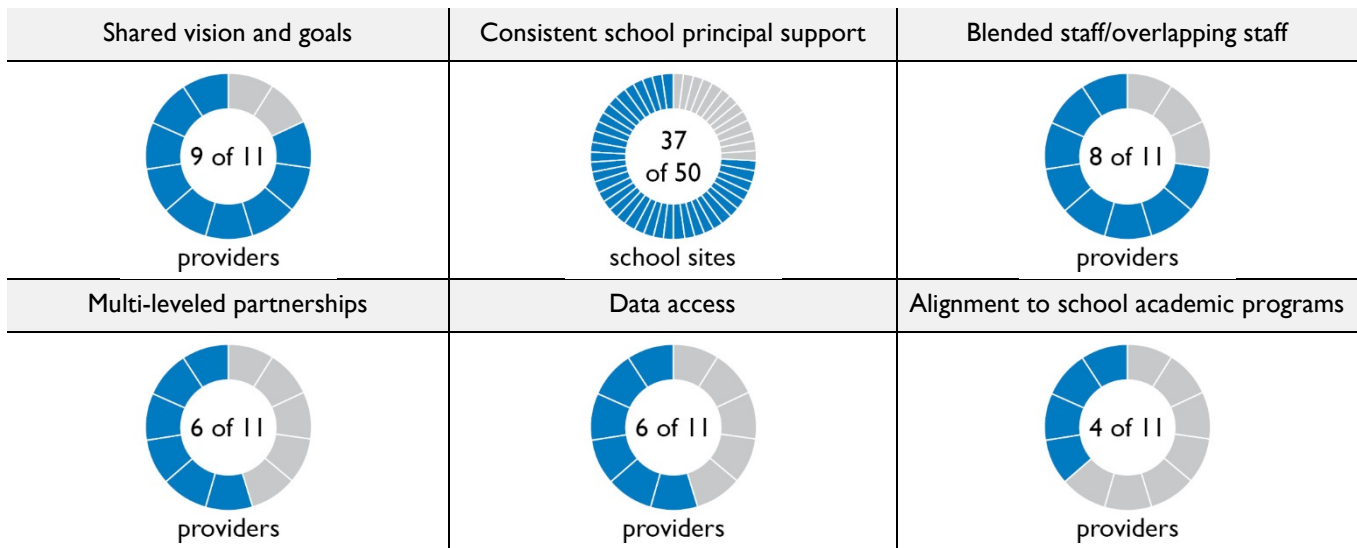 Shared vision and goals
Consistent school principal support
Blended staff/overlapping staff
9 of 11
providers
37
of 50
school sites
8 of 11
providers
Multi-leveled partnerships
Data access
Alignment to school academic programs
6 of 11
providers
6 of 11
providers
4 of 11
providers